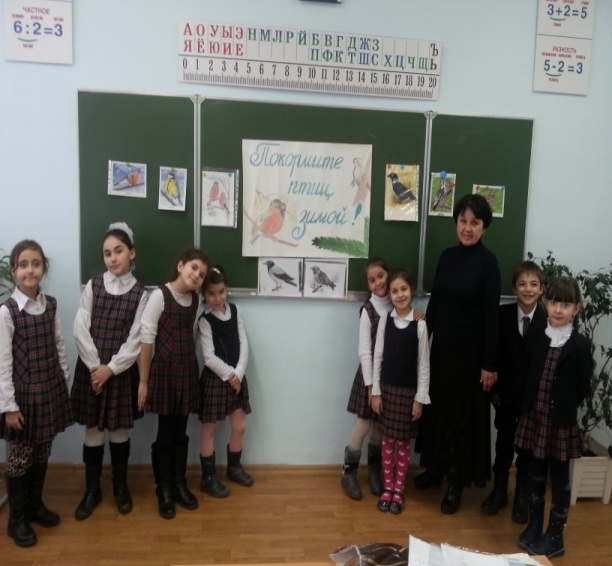 ЧАСТНОЕ
6 : 2 = 3
А О У Ы Э Н М Л Р Й Б В Г Д Ж З Ъ
Я Ё Ю И Е П Ф К Т Ш С Х Ц Ч Щ Ь
0 1 2 3 4 5 6 7 8 9 10 11 12 13 14 15 16 17 18 19 20
3 + 2 = 5
РАЗНОСТЬ
5 - 2 = 3
Покормите
птиц
зимой!